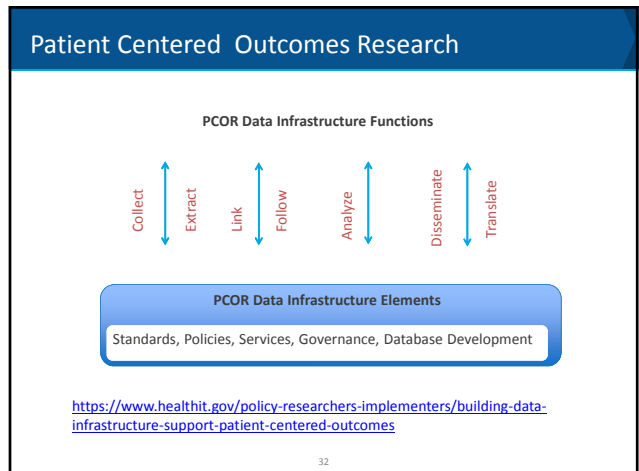 Patient Centered  Outcomes Research
PCOR Data Infrastructure Functions
Collect
Extract
Link
Follow
Analyze
Disseminate
Translate
PCOR Data Infrastructure Elements
Standards, Policies, Services, Governance, Database Development
https://www.healthit.gov/policy-researchers-implementers/building-data-
infrastructure-support-patient-centered-outcomes
32